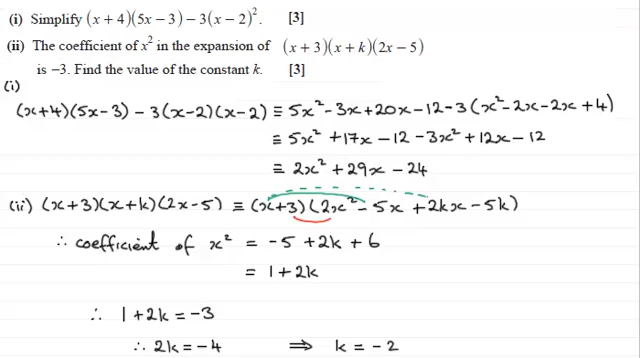 (i) Simplify (x + 4)(5x − 3) − 3(x − 2)². [3]
(ii) The coefficient of x² in the expansion of (x + 3)(x + k)(2x − 5)
is −3. Find the value of the constant k. [3]
(i)
(x+4)(5x−3) − 3(x−2)(x−2) ≡ 5x² − 3x + 20x − 12 − 3(x² − 2x − 2x + 4)
≡ 5x² + 17x − 12 − 3x² + 12x − 12
≡ 2x² + 29x − 24
(ii) (x+3)(x+k)(2x−5) ≡ (x+3)(2x² − 5x + 2kx − 5k)
∴ coefficient of x² = −5 + 2k + 6
= 1 + 2k
∴ 1 + 2k = −3
∴ 2k = −4 ⇒ k = −2